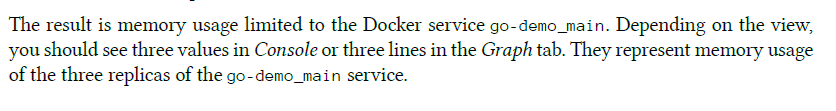 The result is memory usage limited to the Docker service go-demo_main. Depending on the view,
you should see three values in Console or three lines in the Graph tab. They represent memory usage
of the three replicas of the go-demo_main service.